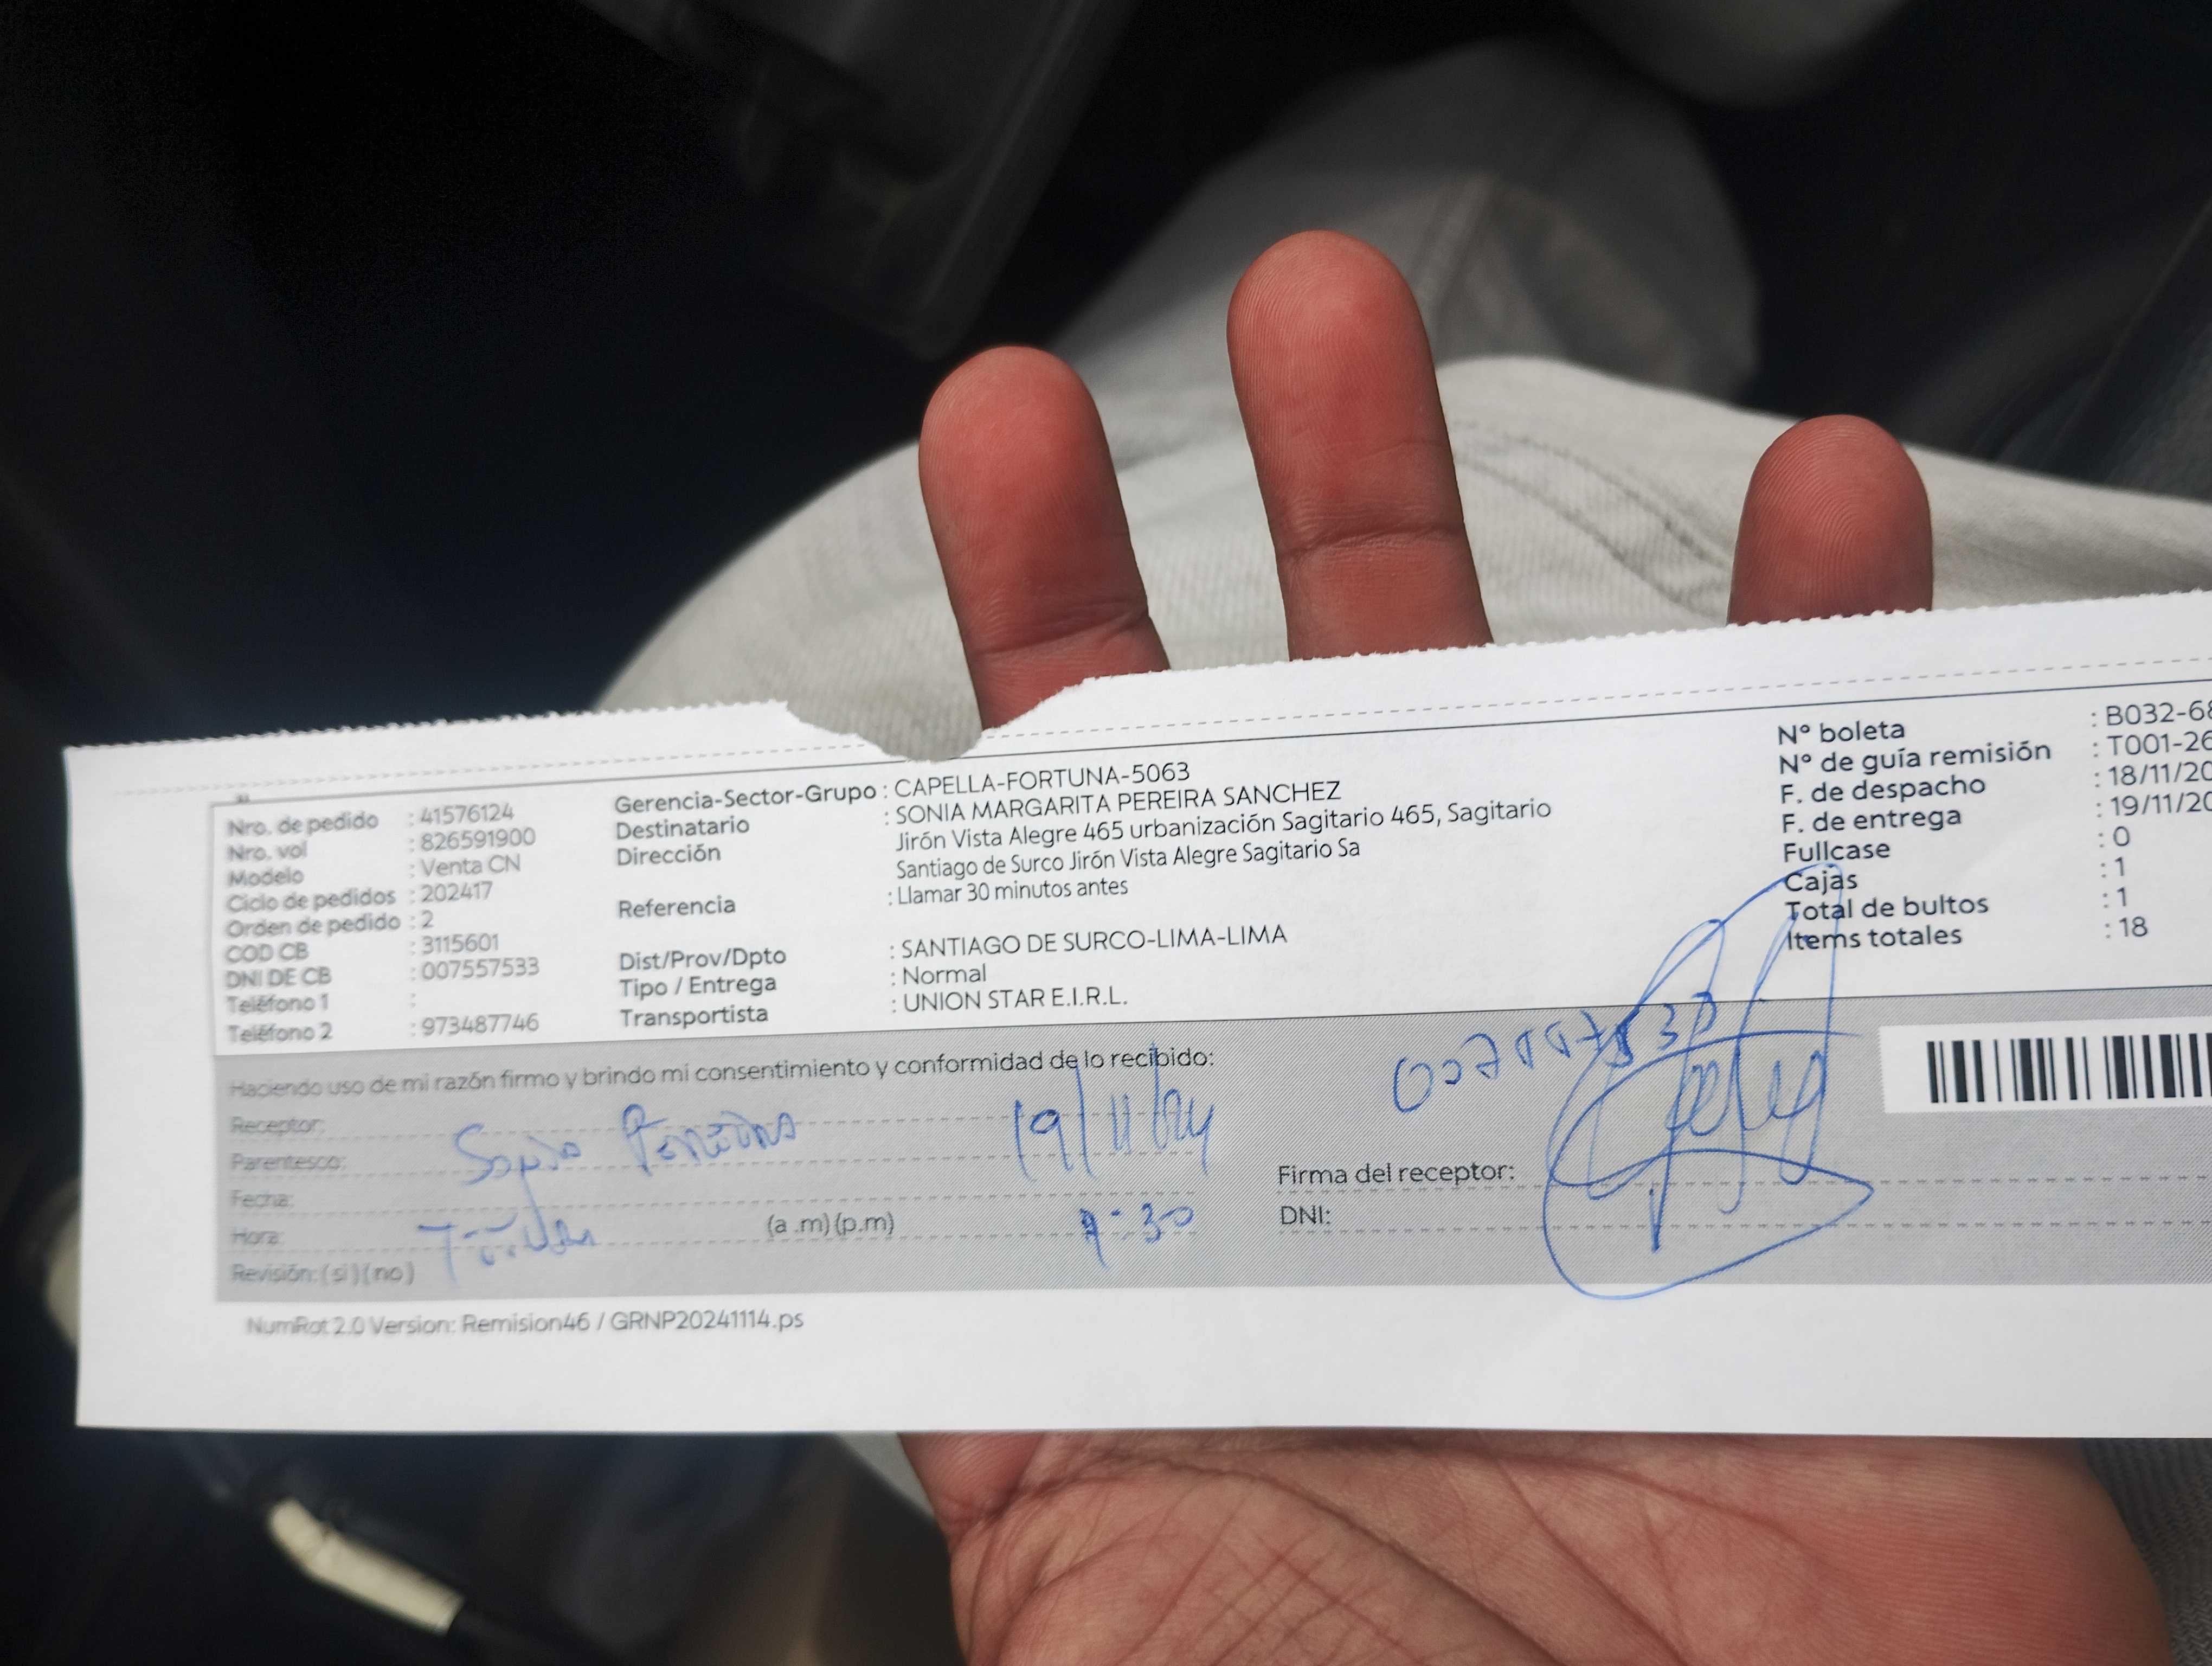 Nro. de pedido : 41576124
Nro. vol : 826591900
Modelo : Venta CN
Ciclo de pedidos : 202417
Orden de pedido : 2
COD CB : 3115601
DNI DE CB : 007557533
Teléfono 1 :
Teléfono 2 : 973487746
Gerencia-Sector-Grupo : CAPELLA-FORTUNA-5063
Destinatario : SONIA MARGARITA PEREIRA SANCHEZ
Dirección Jirón Vista Alegre 465 urbanización Sagitario 465, Sagitario
Santiago de Surco Jirón Vista Alegre Sagitario Sa
Referencia : Llamar 30 minutos antes
Dist/Prov/Dpto : SANTIAGO DE SURCO-LIMA-LIMA
Tipo / Entrega : Normal
Transportista : UNION STAR E.I.R.L.
N° boleta : B032-68
N° de guía remisión : T001-26
F. de despacho : 18/11/20
F. de entrega : 19/11/20
Fullcase : 0
Cajas : 1
Total de bultos : 1
Items totales : 18
Haciendo uso de mi razón firmo y brindo mi consentimiento y conformidad de lo recibido:
Receptor:
Parentesco: 19/11/24
Fecha:
Hora: (a .m) (p.m)
Revisión: ( si ) ( no )
Firma del receptor:
DNI:
NumRot 2.0 Version: Remision46 / GRNP20241114.ps